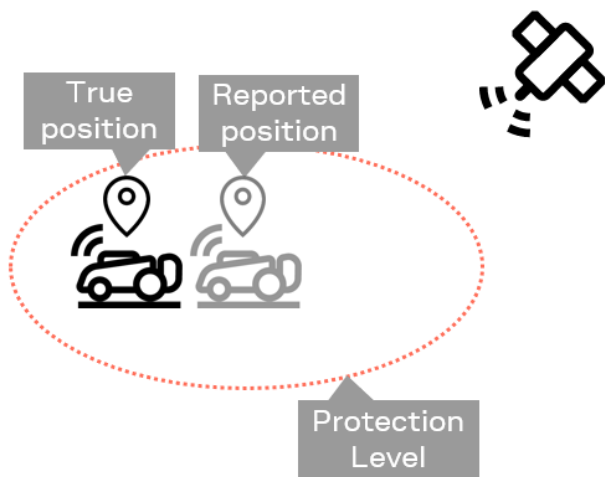 True
position
Reported
position
Protection
Level